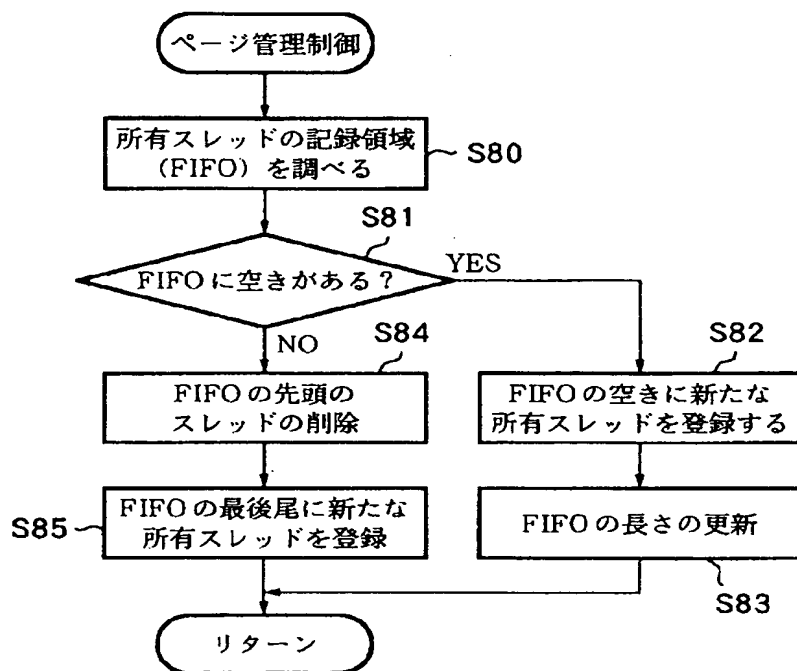 ページ管理制御
所有スレッドの記録領域
（FIFO）を調べる
S80
S81
FIFOに空きがある？
YES
NO
S84
FIFOの先頭の
スレッドの削除
S82
FIFOの空きに新たな
所有スレッドを登録する
S85
FIFOの最後尾に新たな
所有スレッドを登録
FIFOの長さの更新
S83
リターン